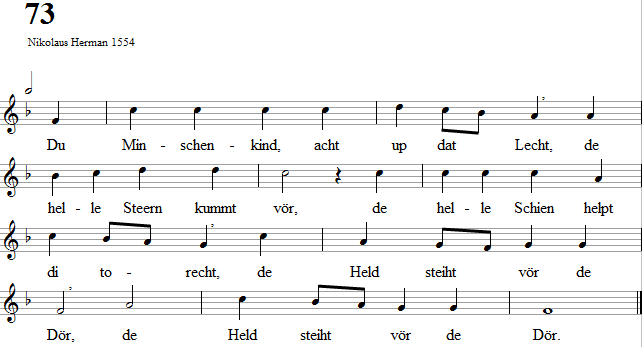 73
Nikolaus Herman 1554
Du Min - schen - kind, acht up dat Lecht, de
hel - le Steern kummt vör, de hel - le Schien helpt
di to - recht, de Held steiht vör de
Dör, de Held steiht vör de Dör.